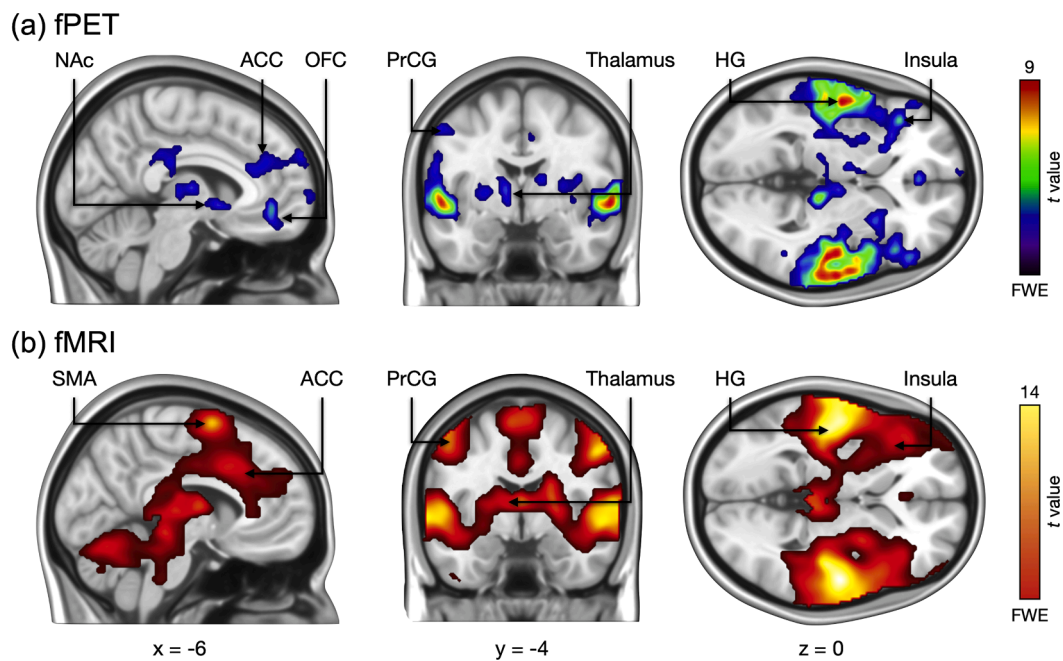 (a) fPET
NAc ACC OFC PrCG Thalamus HG Insula
9
t value
FWE
(b) fMRI
SMA ACC PrCG Thalamus HG Insula
14
t value
FWE
x = -6 y = -4 z = 0